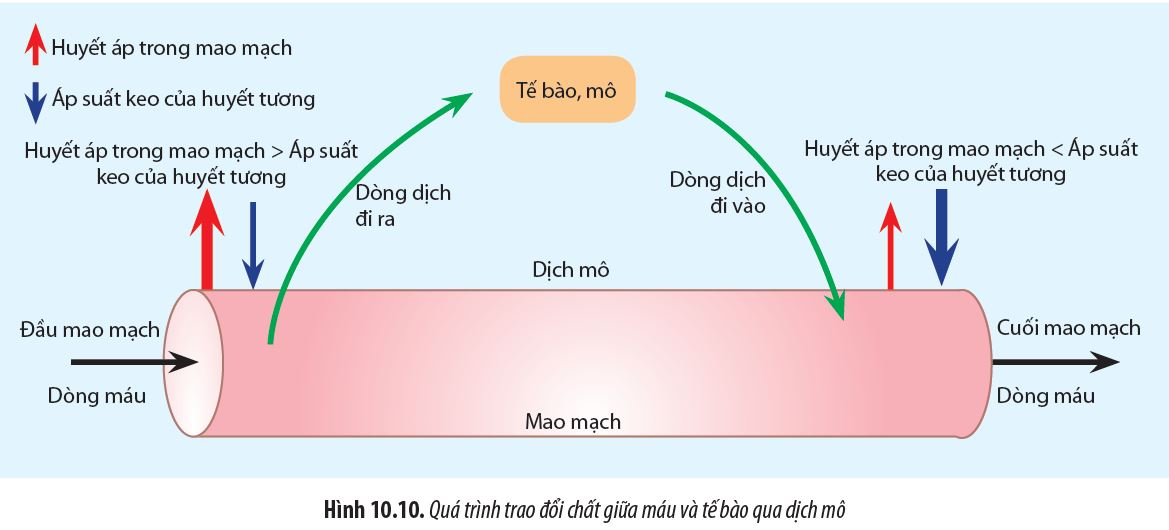 Huyết áp trong mao mạch
Áp suất keo của huyết tương
Huyết áp trong mao mạch > Áp suất
keo của huyết tương
Tế bào, mô
Huyết áp trong mao mạch < Áp suất
keo của huyết tương
Dòng dịch
đi ra
Dòng dịch
đi vào
Dịch mô
Đầu mao mạch
Dòng máu
Mao mạch
Cuối mao mạch
Dòng máu
Hình 10.10. Quá trình trao đổi chất giữa máu và tế bào qua dịch mô